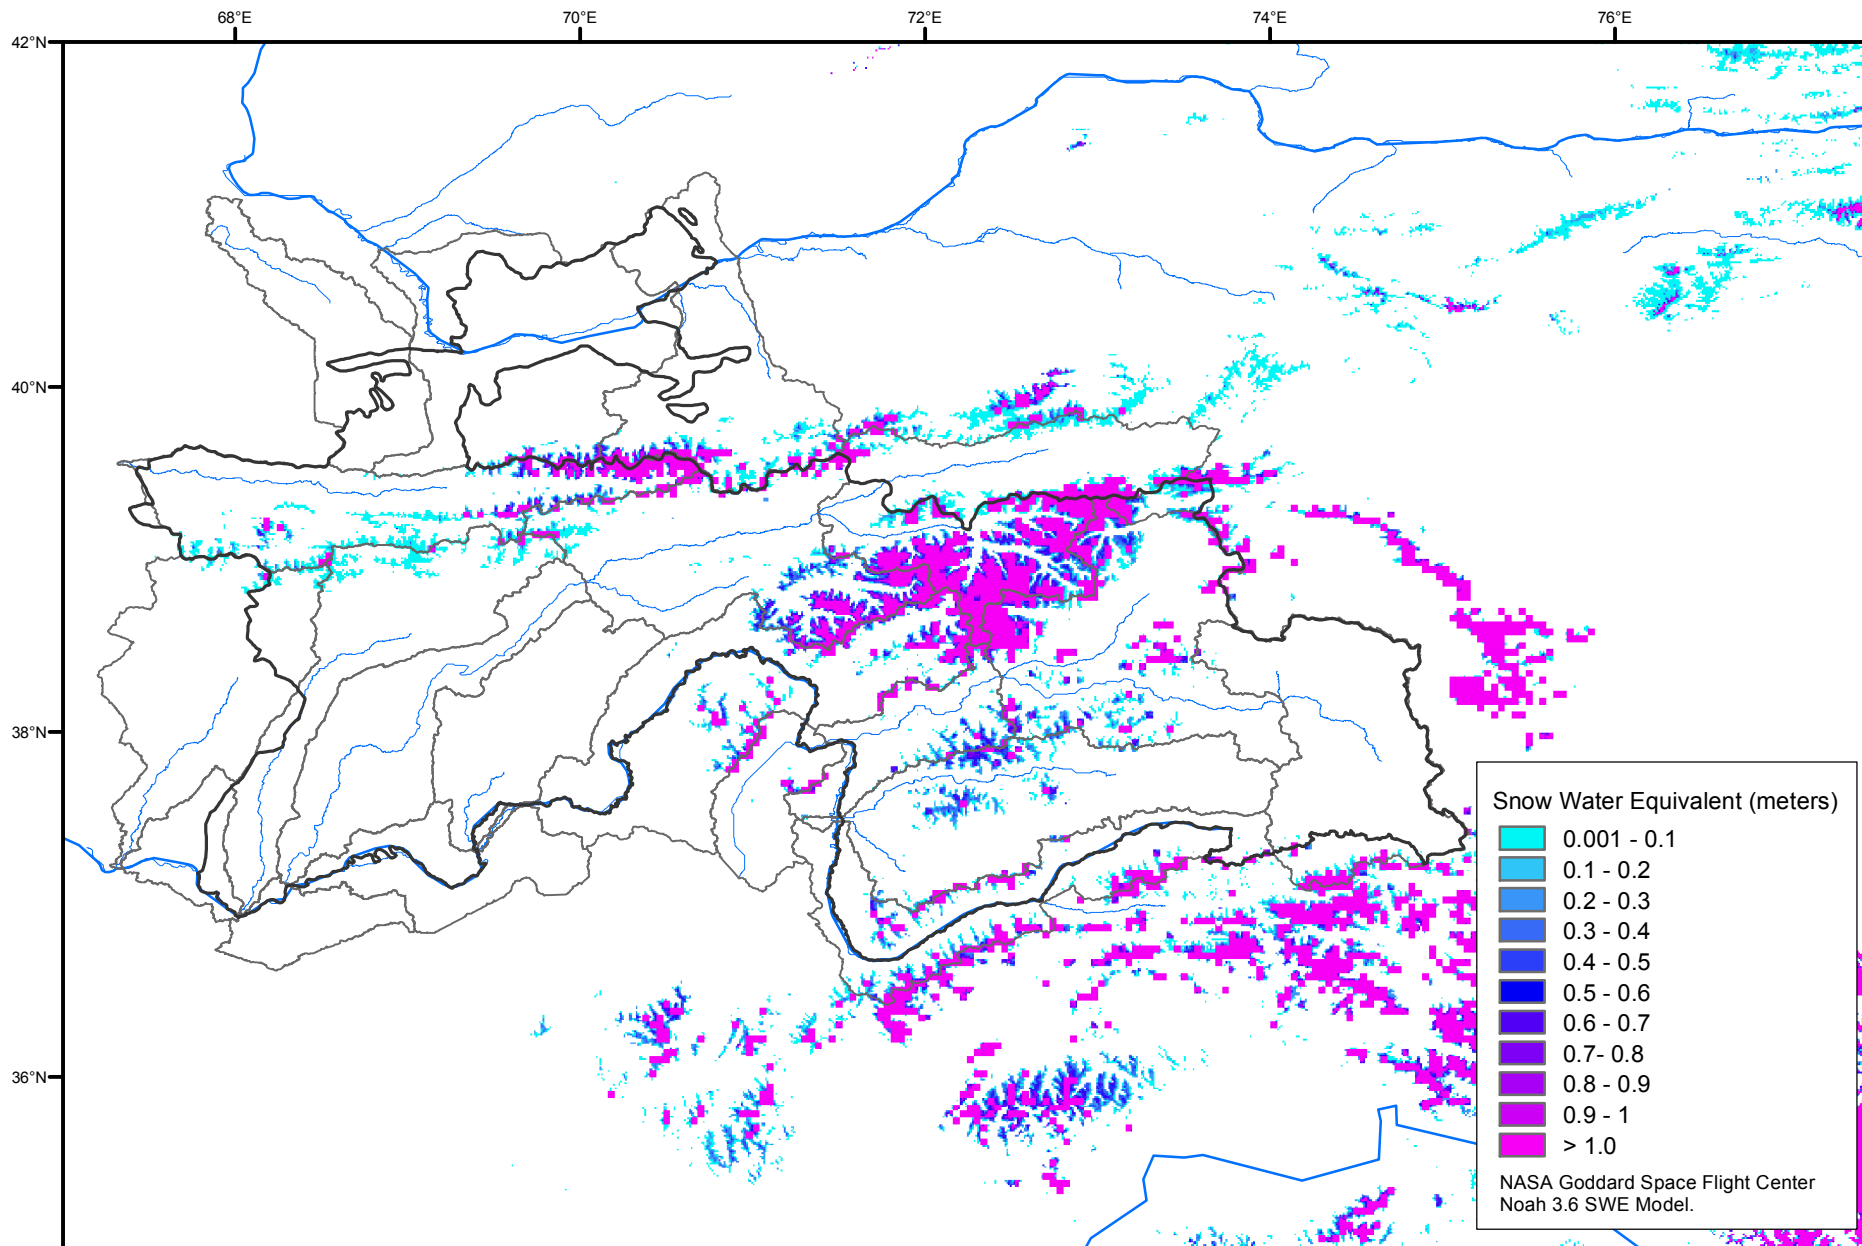 68°E
70°E
72°E
74°E
76°E
42°N
40°N
38°N
36°N
Snow Water Equivalent (meters)
0.001 - 0.1
0.1 - 0.2
0.2 - 0.3
0.3 - 0.4
0.4 - 0.5
0.5 - 0.6
0.6 - 0.7
0.7- 0.8
0.8 - 0.9
0.9 - 1
> 1.0
NASA Goddard Space Flight Center
Noah 3.6 SWE Model.